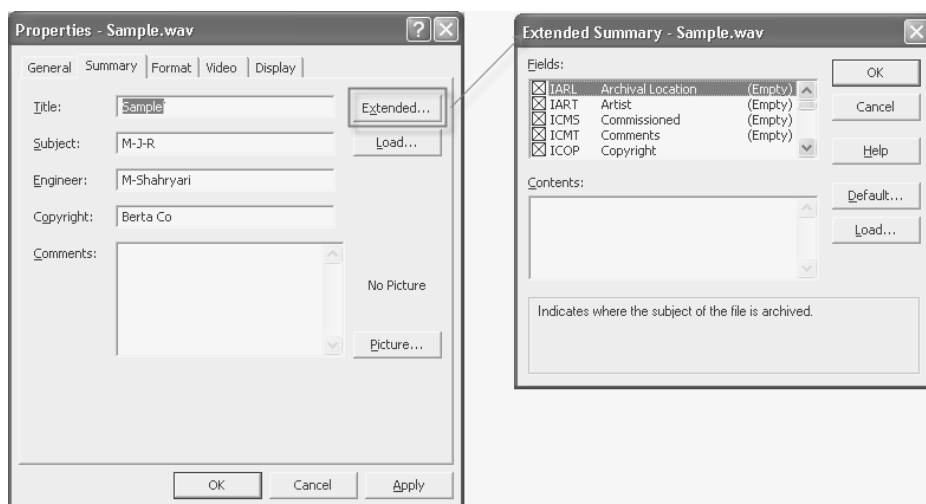 Properties - Sample.wav
General Summary Format Video Display
Title: Sample
Extended...
Subject: M-J-R
Load...
Engineer: M-Shahryari
Copyright: Berta Co
Comments:
No Picture
Picture...
OK Cancel Apply
Extended Summary - Sample.wav
Fields:
IARL Archival Location (Empty)
IART Artist (Empty)
ICMS Commissioned (Empty)
ICMT Comments (Empty)
ICOP Copyright
OK
Cancel
Help
Contents:
Default...
Load...
Indicates where the subject of the file is archived.